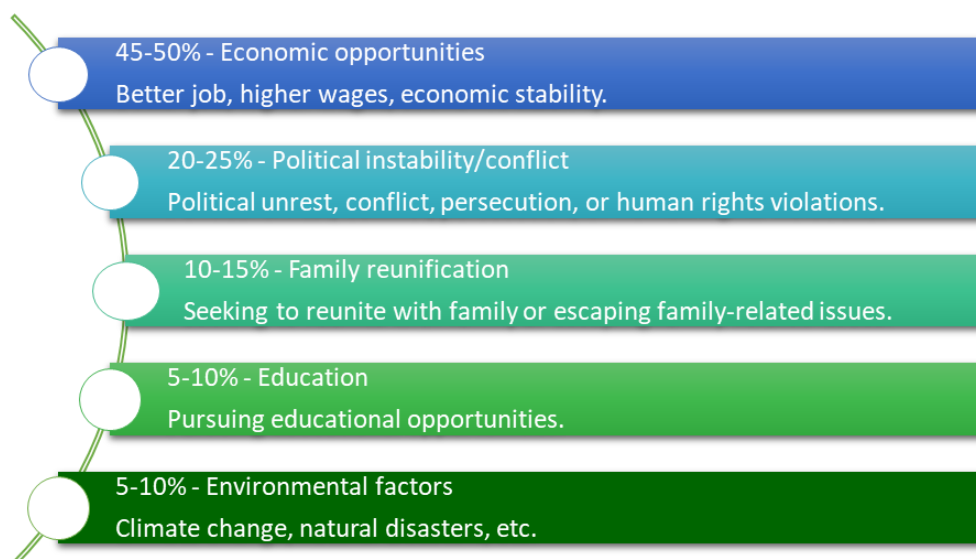 45-50% - Economic opportunities
Better job, higher wages, economic stability.
20-25% - Political instability/conflict
Political unrest, conflict, persecution, or human rights violations.
10-15% - Family reunification
Seeking to reunite with family or escaping family-related issues.
5-10% - Education
Pursuing educational opportunities.
5-10% - Environmental factors
Climate change, natural disasters, etc.